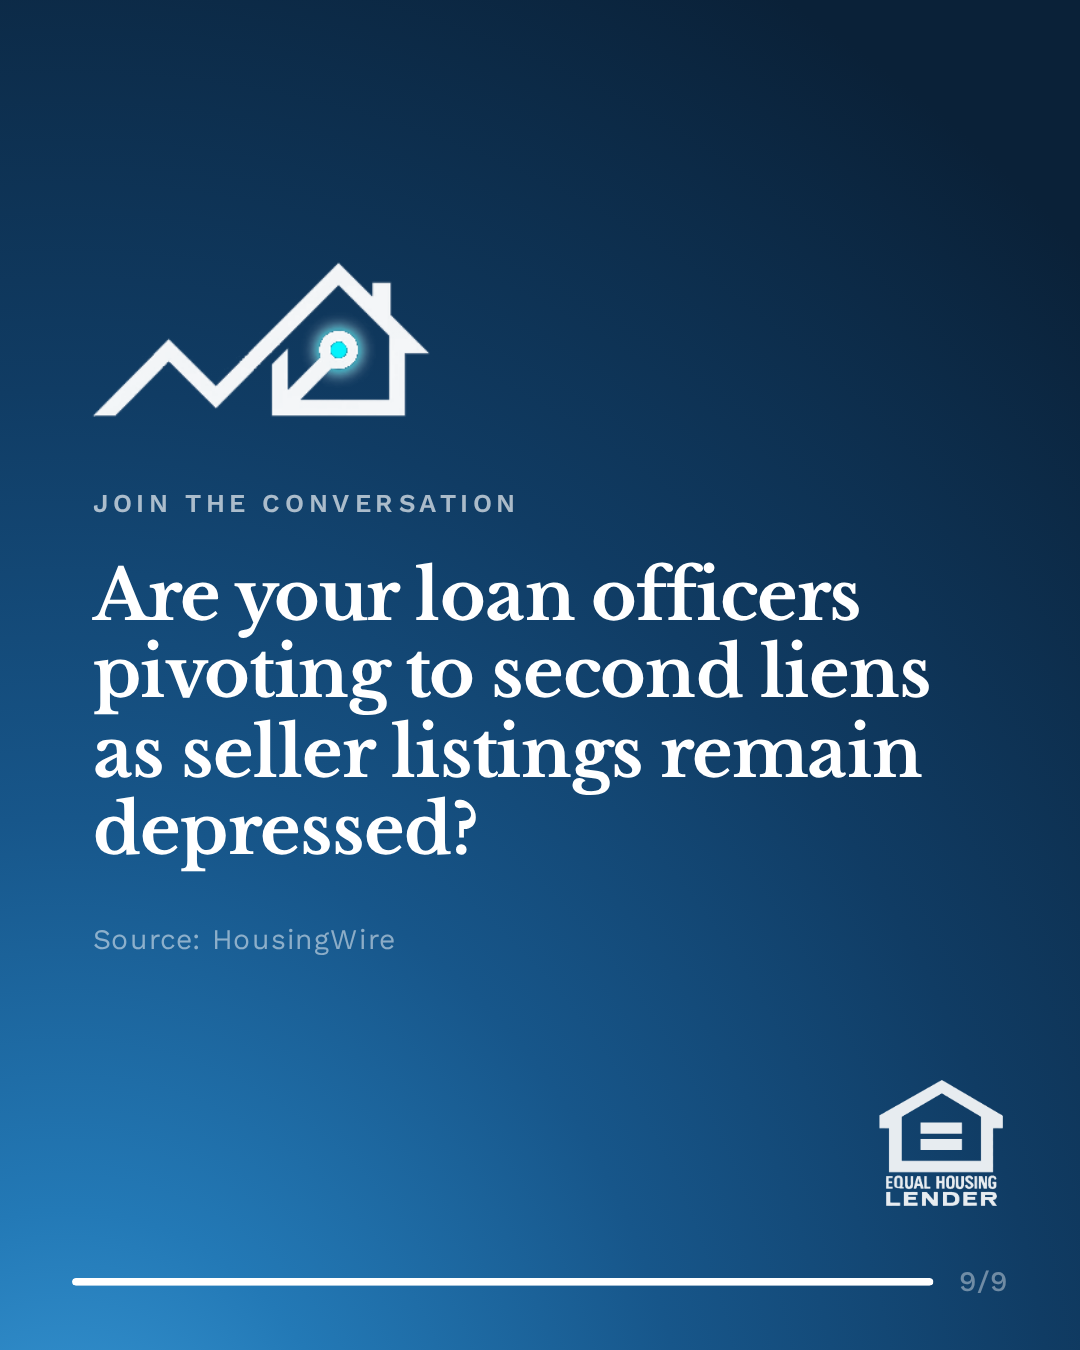 JOIN THE CONVERSATION
Are your loan officers
pivoting to second liens
as seller listings remain
depressed?
Source: HousingWire
EQUAL HOUSING
LENDER
9/9